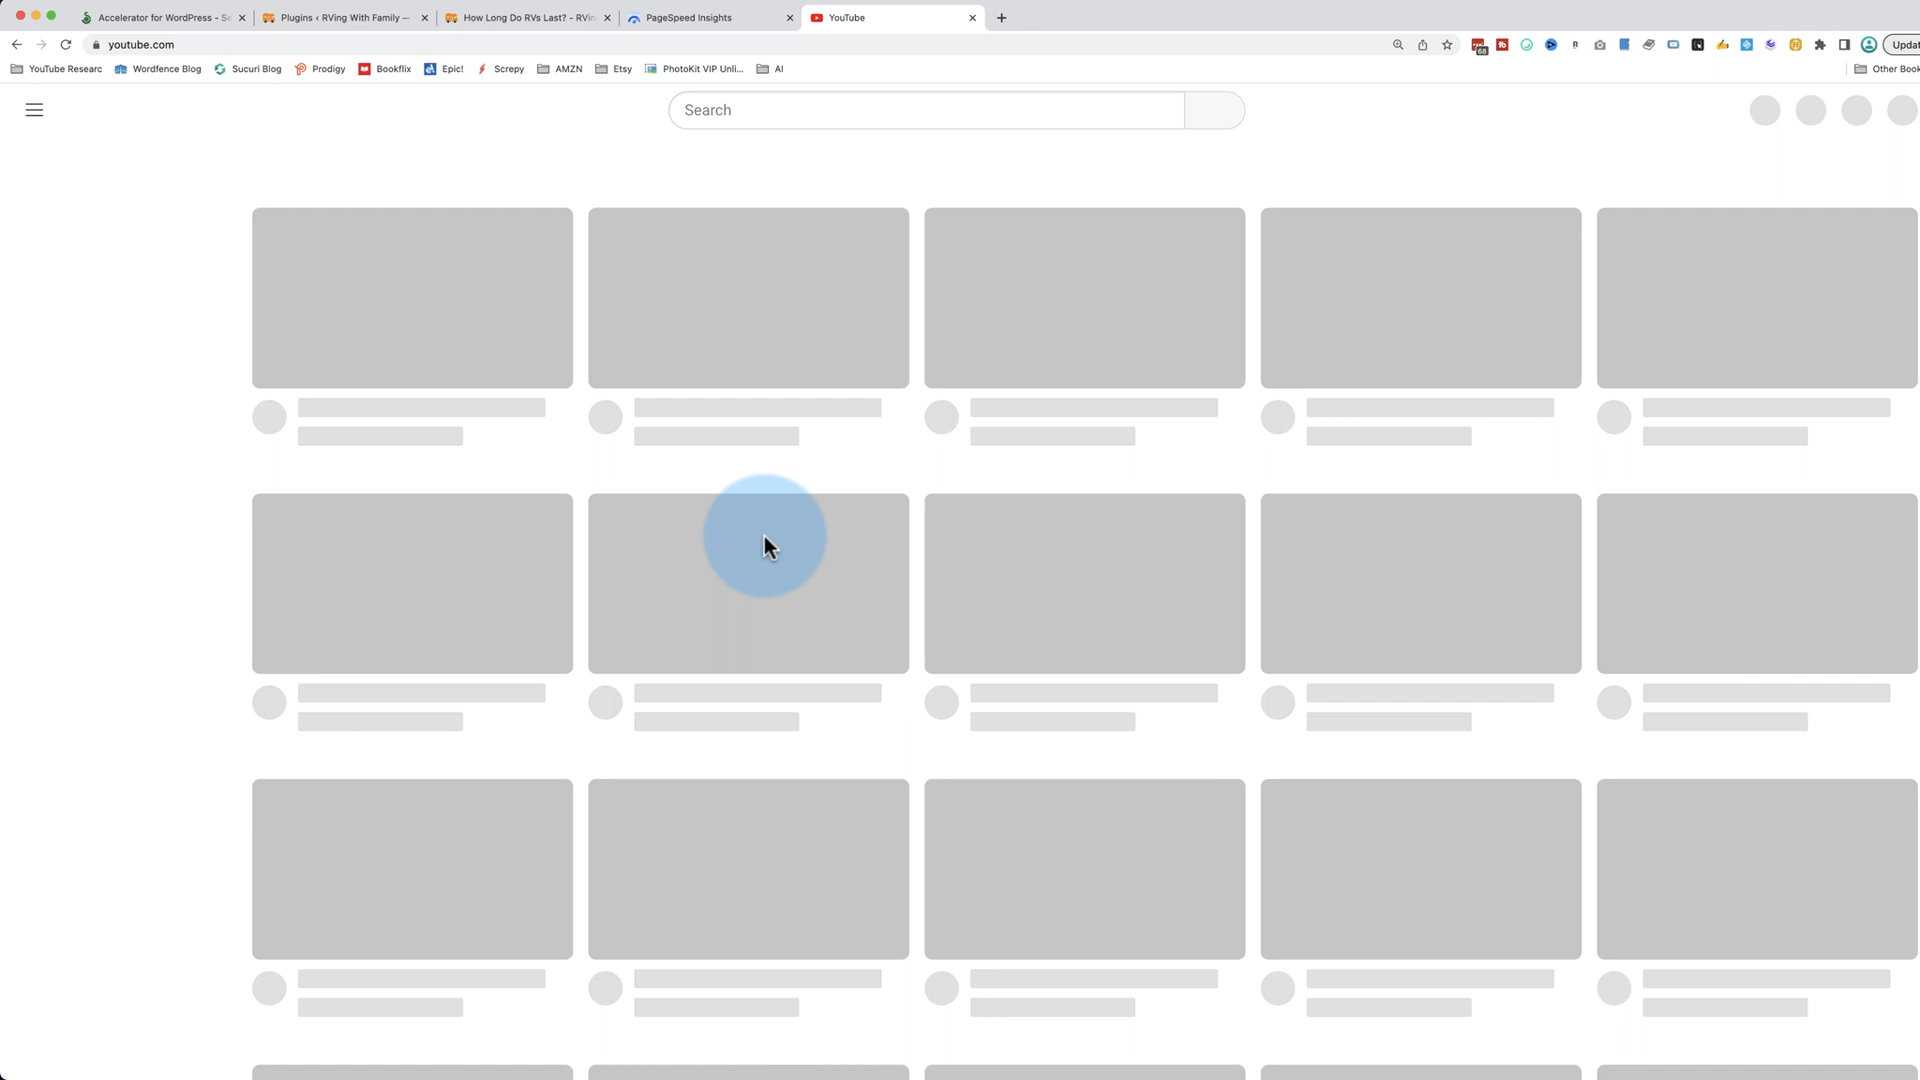 Accelerator for WordPress - Se
Plugins ‹ RVing With Family —
How Long Do RVs Last? - RVin
PageSpeed Insights
YouTube
youtube.com
68
Updat
YouTube Researc
Wordfence Blog
Sucuri Blog
Prodigy
Bookflix
Epic!
Screpy
AMZN
Etsy
PhotoKit VIP Unli...
AI
Other Book
Search